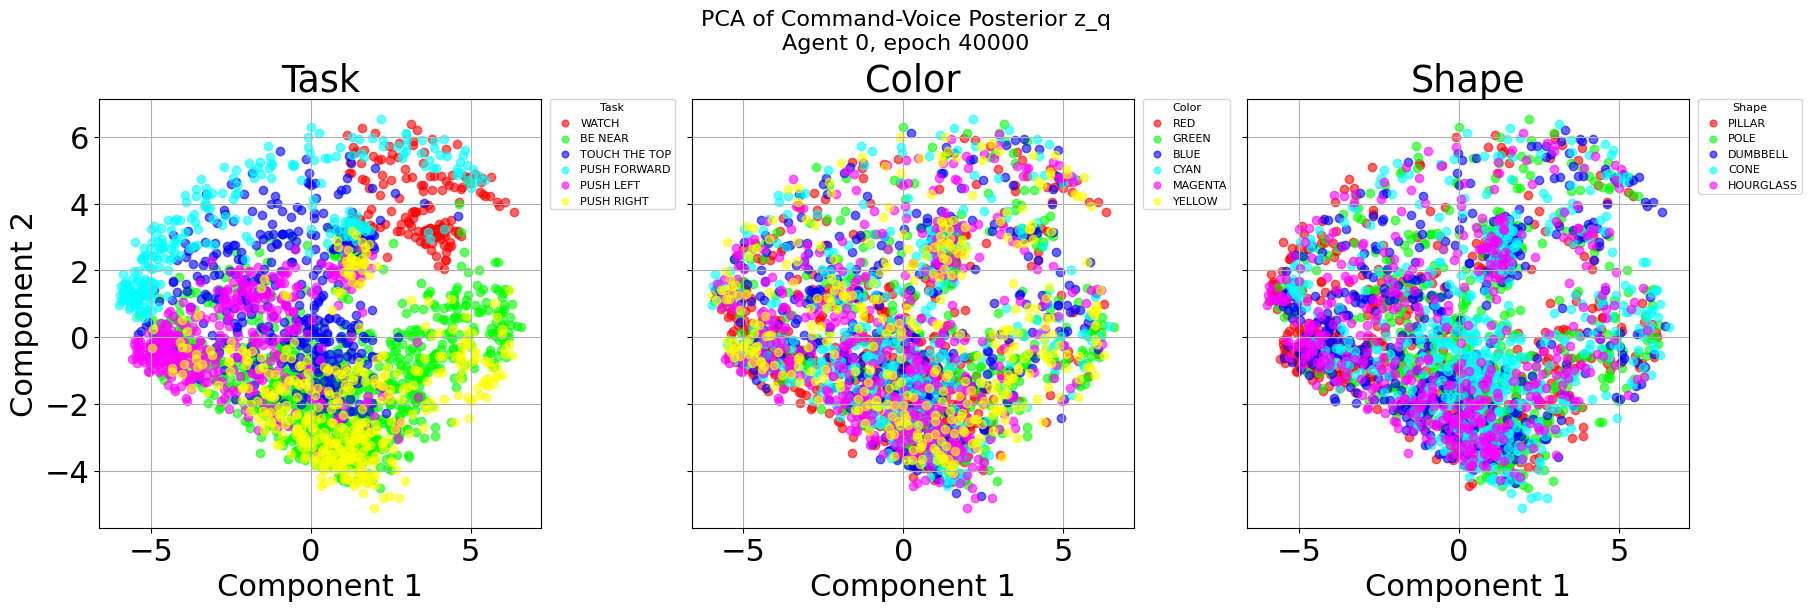 PCA of Command-Voice Posterior z_q
Agent 0, epoch 40000
Task
Component 2
6
4
2
0
−2
−4
−5
0
5
Component 1
Task
WATCH
BE NEAR
TOUCH THE TOP
PUSH FORWARD
PUSH LEFT
PUSH RIGHT
Color
−5
0
5
Component 1
Color
RED
GREEN
BLUE
CYAN
MAGENTA
YELLOW
Shape
−5
0
5
Component 1
Shape
PILLAR
POLE
DUMBBELL
CONE
HOURGLASS